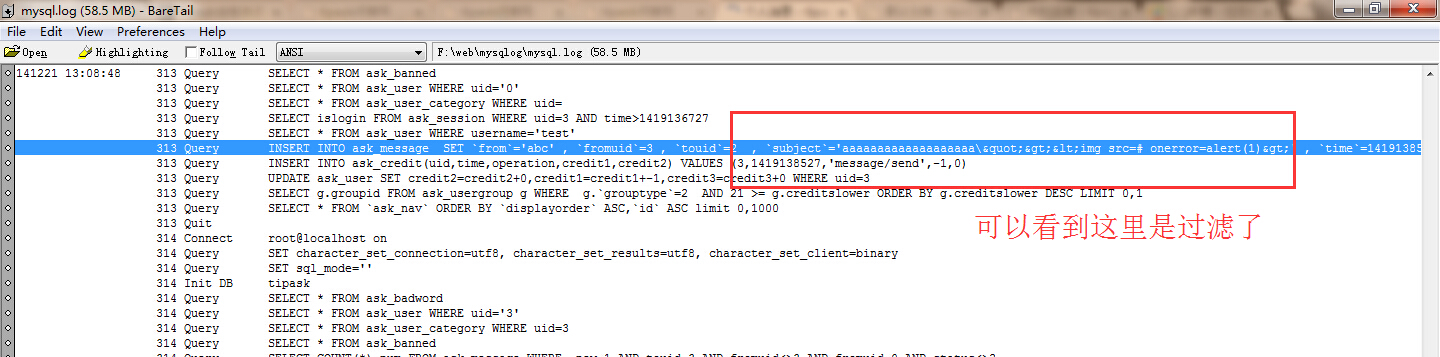 mysql.log (58.5 MB) - BareTail
File Edit View Preferences Help
Open Highlighting Follow Tail ANSI F:\web\mysqlog\mysql.log (58.5 MB)
141221 13:08:48 313 Query SELECT * FROM ask_banned
313 Query SELECT * FROM ask_user WHERE uid='0'
313 Query SELECT * FROM ask_user_category WHERE uid=
313 Query SELECT islogin FROM ask_session WHERE uid=3 AND time>1419136727
313 Query SELECT * FROM ask_user WHERE username='test'
313 Query INSERT INTO ask_message SET `from`='abc' , `fromuid`=3 , `touid`=2 , `subject`='aaaaaaaaaaaaaaaaaaa\&quot;&gt;&lt;img src=# onerror=alert(1)&gt; , `time`=14191385
313 Query INSERT INTO ask_credit(uid,time,operation,credit1,credit2) VALUES (3,1419138527,'message/send',-1,0)
313 Query UPDATE ask_user SET credit2=credit2+0,credit1=credit1+-1,credit3=credit3+0 WHERE uid=3
313 Query SELECT g.groupid FROM ask_usergroup g WHERE g.`grouptype`=2 AND 21 >= g.creditslower ORDER BY g.creditslower DESC LIMIT 0,1
313 Query SELECT * FROM `ask_nav` ORDER BY `displayorder` ASC,`id` ASC limit 0,1000
313 Quit
可以看到这里是过滤了
314 Connect root@localhost on
314 Query SET character_set_connection=utf8, character_set_results=utf8, character_set_client=binary
314 Query SET sql_mode=''
314 Init DB tipask
314 Query SELECT * FROM ask_badword
314 Query SELECT * FROM ask_user WHERE uid='3'
314 Query SELECT * FROM ask_user_category WHERE uid=3
314 Query SELECT * FROM ask_banned